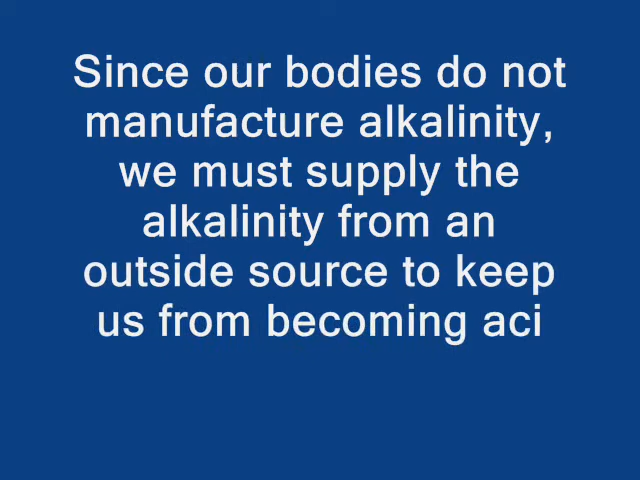 Since our bodies do not
manufacture alkalinity,
we must supply the
alkalinity from an
outside source to keep
us from becoming aci